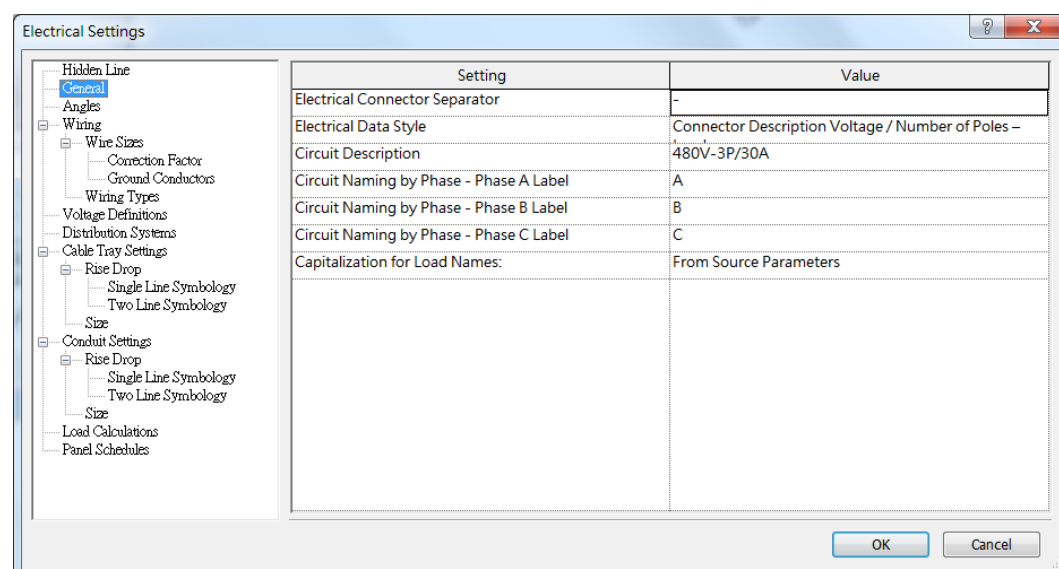 Electrical Settings
Hidden Line
General
Angles
Wiring
Wire Sizes
Correction Factor
Ground Conductors
Wiring Types
Voltage Definitions
Distribution Systems
Cable Tray Settings
Rise Drop
Single Line Symbology
Two Line Symbology
Size
Conduit Settings
Rise Drop
Single Line Symbology
Two Line Symbology
Size
Load Calculations
Panel Schedules
Setting Value
Electrical Connector Separator -
Electrical Data Style Connector Description Voltage / Number of Poles –
Circuit Description 480V-3P/30A
Circuit Naming by Phase - Phase A Label A
Circuit Naming by Phase - Phase B Label B
Circuit Naming by Phase - Phase C Label C
Capitalization for Load Names: From Source Parameters
OK Cancel